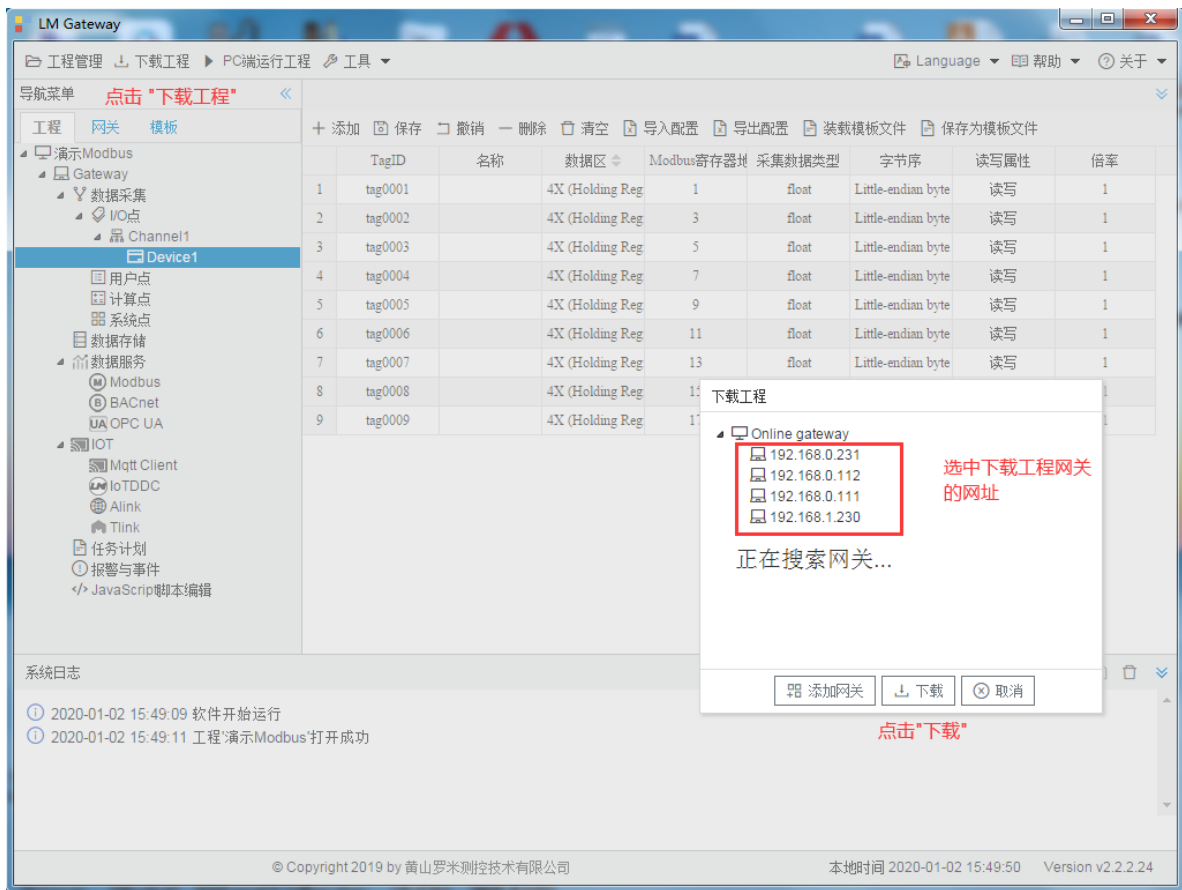 LM Gateway
工程管理 下载工程 PC端运行工程 工具 Language 帮助 关于
导航菜单 点击 "下载工程"
工程 网关 模板
添加 保存 撤销 删除 清空 导入配置 导出配置 装载模板文件 保存为模板文件
演示Modbus
Gateway
数据采集
I/O点
Channel1
Device1
用户点
计算点
系统点
数据存储
数据服务
Modbus
BACnet
UA OPC UA
IOT
Mqtt Client
IoTDDC
Alink
Tlink
任务计划
报警与事件
JavaScript脚本编辑
TagID 名称 数据区 Modbus寄存器地 采集数据类型 字节序 读写属性 倍率
1 tag0001 4X (Holding Reg 1 float Little-endian byte 读写 1
2 tag0002 4X (Holding Reg 3 float Little-endian byte 读写 1
3 tag0003 4X (Holding Reg 5 float Little-endian byte 读写 1
4 tag0004 4X (Holding Reg 7 float Little-endian byte 读写 1
5 tag0005 4X (Holding Reg 9 float Little-endian byte 读写 1
6 tag0006 4X (Holding Reg 11 float Little-endian byte 读写 1
7 tag0007 4X (Holding Reg 13 float Little-endian byte 读写 1
8 tag0008 4X (Holding Reg 1
9 tag0009 4X (Holding Reg 1
下载工程
Online gateway
192.168.0.231
192.168.0.112
192.168.0.111
192.168.1.230
选中下载工程网关
的网址
正在搜索网关...
添加网关 下载 取消
点击"下载"
系统日志
2020-01-02 15:49:09 软件开始运行
2020-01-02 15:49:11 工程'演示Modbus'打开成功
© Copyright 2019 by 黄山罗米测控技术有限公司 本地时间 2020-01-02 15:49:50 Version v2.2.2.24